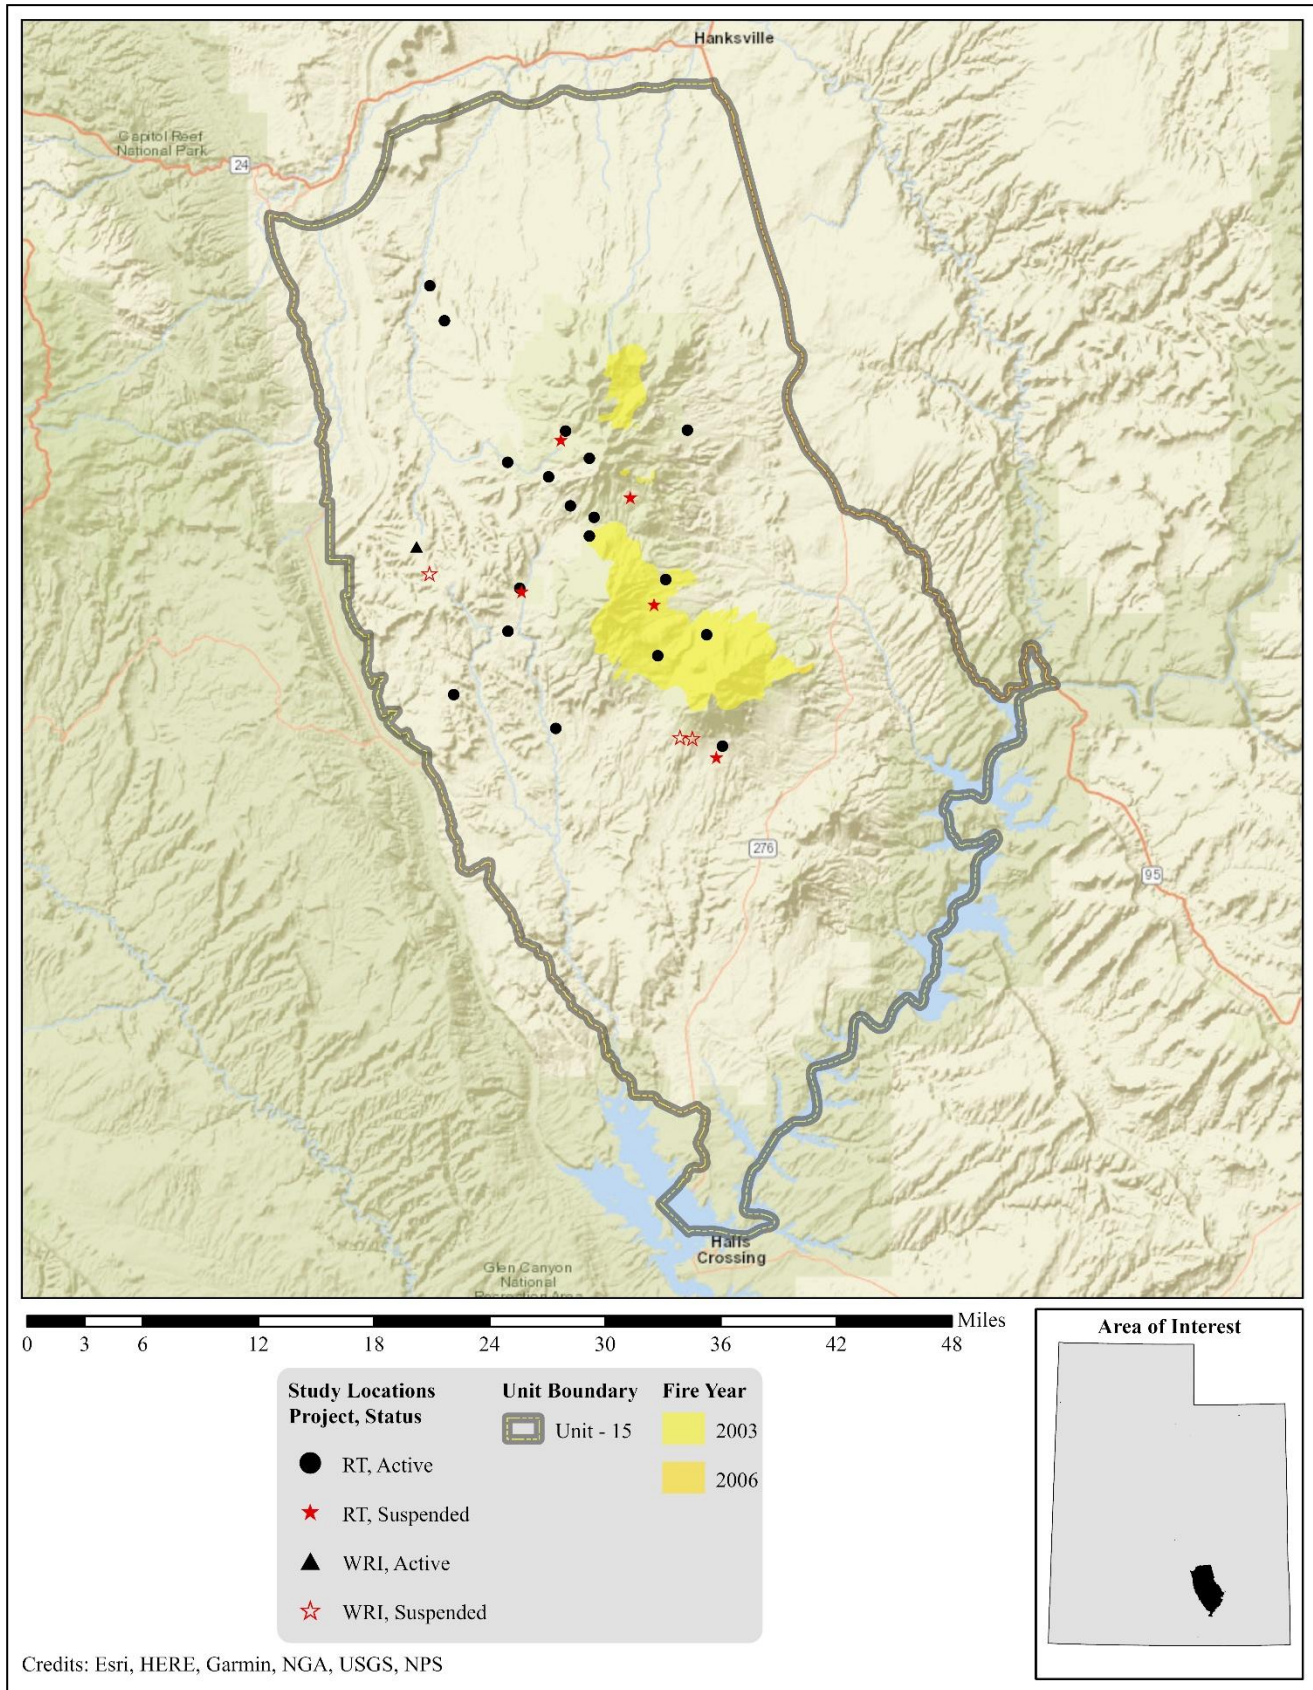 Hanksville
Capitol Reef
National Park
24
276
95
Halls
Crossing
Glen Canyon
National
Recreation Area
Miles
0 3 6 12 18 24 30 36 42 48
Area of Interest
Study Locations
Project, Status
RT, Active
RT, Suspended
WRI, Active
WRI, Suspended
Unit Boundary
Unit - 15
Fire Year
2003
2006
Credits: Esri, HERE, Garmin, NGA, USGS, NPS